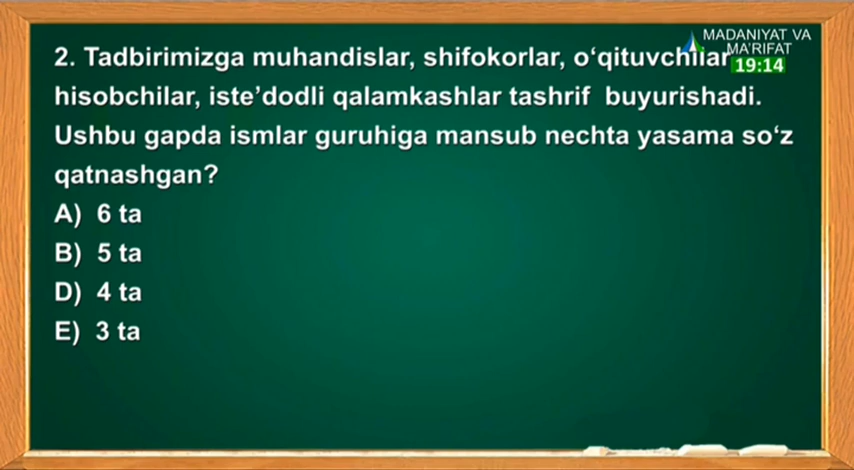 MADANIYAT VA
MA'RIFAT
19:14
2. Tadbirimizga muhandislar, shifokorlar, o‘qituvchilar
hisobchilar, iste’dodli qalamkashlar tashrif buyurishadi.
Ushbu gapda ismlar guruhiga mansub nechta yasama so‘z
qatnashgan?
A) 6 ta
B) 5 ta
D) 4 ta
E) 3 ta